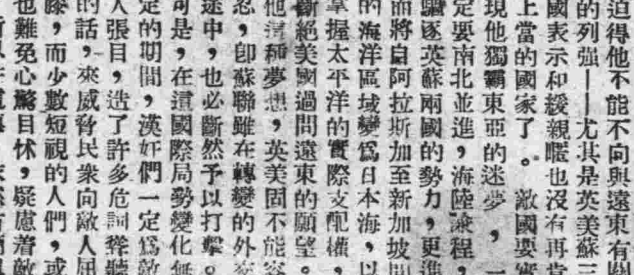 迫得他不能不向與遠東有關
的列强——尤其是英美蘇三
國表示和緩親暱也沒有再
上當的國家了。 敵國要實
現他獨霸東亞的迷夢，一
定要南北並進，海陸兼程，
驅逐英蘇兩國的勢力，更進
而將自阿拉斯加至新加坡
的海洋區域變爲日本海，以
掌握太平洋的實際支配權，
斷絕美國過問遠東的願望。
他這種夢想，英美固不能容
忍，卽蘇聯雖在轉變的外交
途中，也必斷然予以打擊。
可是，在這國際局勢變化無
定的期間，漢奸們一定爲敵
人張目，造了許多危詞聳聽
的話，來威脅民衆向敵人屈
膝，而少數短視的人們，或
也難免心驚目怵，疑慮着敵